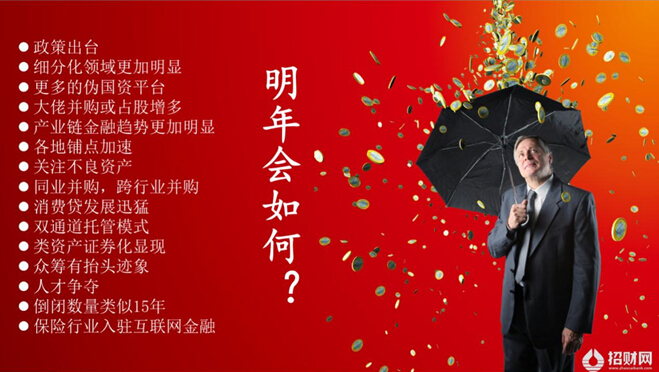 政策出台
细分化领域更加明显
更多的伪国资平台
大佬并购或占股增多
产业链金融趋势更加明显
各地铺点加速
关注不良资产
同业并购，跨行业并购
消费贷发展迅猛
双通道托管模式
类资产证券化显现
众筹有抬头迹象
人才争夺
倒闭数量类似15年
保险行业入驻互联网金融
明年会如何？
招财网